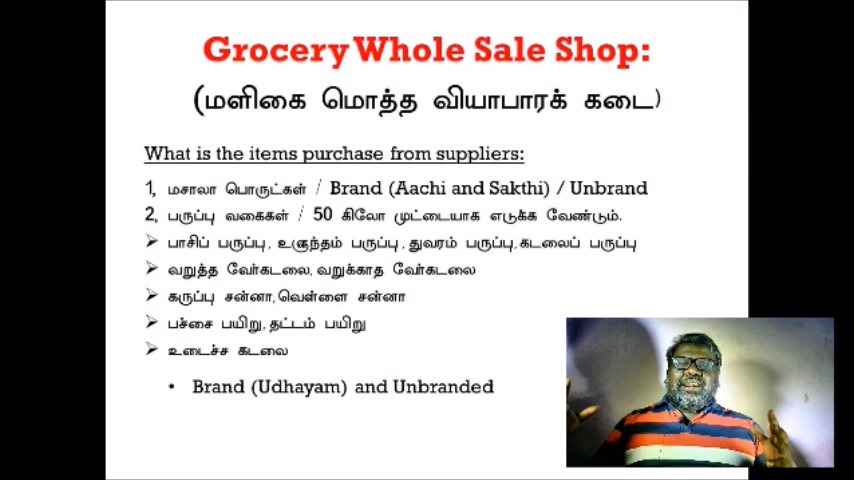 Grocery Whole Sale Shop:
(மளிகை மொத்த வியாபாரக் கடை)
What is the items purchase from suppliers:
1, மசாலா பொருட்கள் / Brand (Aachi and Sakthi) / Unbrand
2, பருப்பு வகைகள் / 50 கிலோ முட்டையாக எடுக்க வேண்டும்.
➢ பாசிப் பருப்பு, உளுந்தம் பருப்பு, துவரம் பருப்பு,கடலைப் பருப்பு
➢ வறுத்த வேர்கடலை, வறுக்காத வேர்கடலை
➢ கருப்பு சன்னா,வெள்ளை சன்னா
➢ பச்சை பயிறு,தட்டம் பயிறு
➢ உடைச்ச கடலை
• Brand (Udhayam) and Unbranded